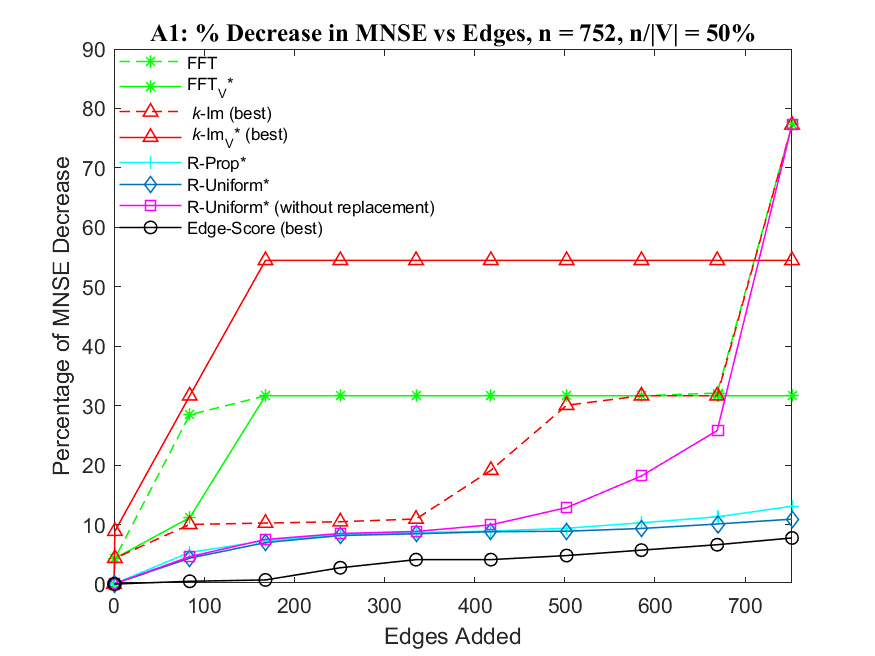 A1: % Decrease in MNSE vs Edges, n = 752, n/|V| = 50%
FFT
FFT_V*
k-Im (best)
k-Im_V* (best)
R-Prop*
R-Uniform*
R-Uniform* (without replacement)
Edge-Score (best)
Percentage of MNSE Decrease
90
80
70
60
50
40
30
20
10
0
0 100 200 300 400 500 600 700
Edges Added